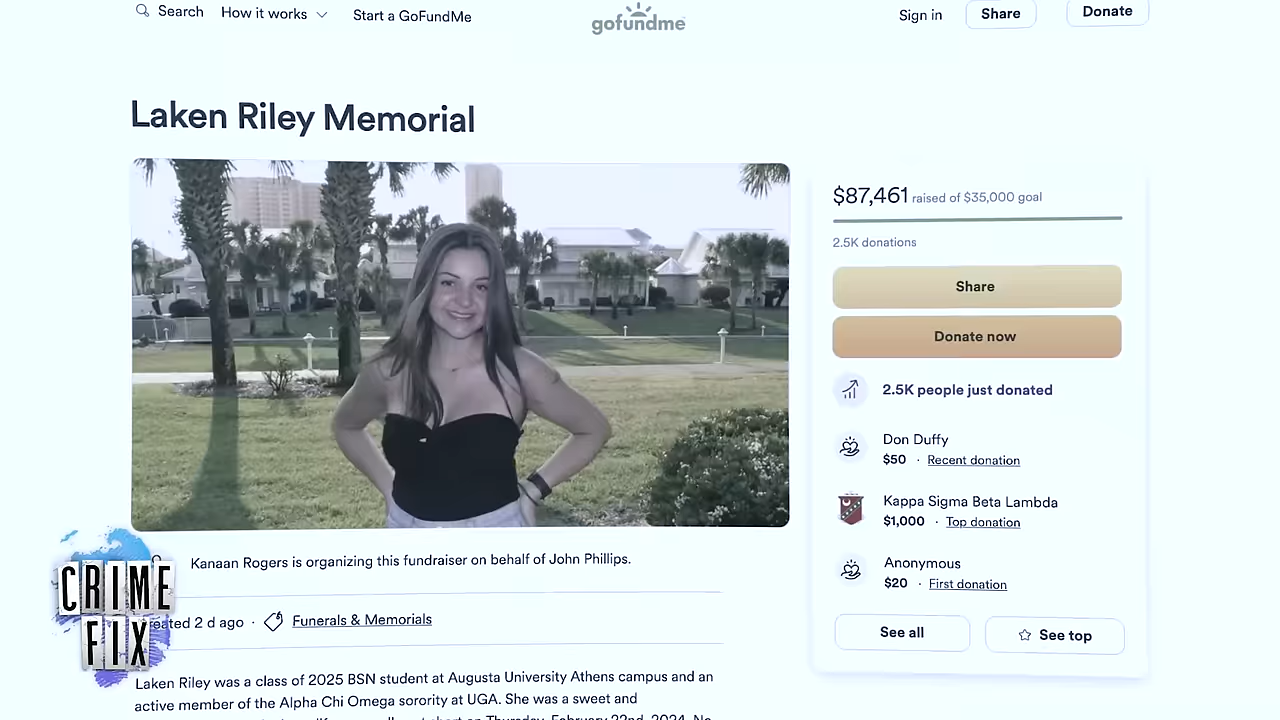 Search
How it works
Start a GoFundMe
gofundme
Sign in
Share
Donate
Laken Riley Memorial
$87,461 raised of $35,000 goal
2.5K donations
Share
Donate now
2.5K people just donated
Don Duffy
$50 · Recent donation
Kappa Sigma Beta Lambda
$1,000 · Top donation
Anonymous
$20 · First donation
See all
See top
Kanaan Rogers is organizing this fundraiser on behalf of John Phillips.
2 d ago · Funerals & Memorials
CRIME
FIX
Laken Riley was a class of 2025 BSN student at Augusta University Athens campus and an
active member of the Alpha Chi Omega sorority at UGA. She was a sweet and
Thursday, February 22nd, 2024. No